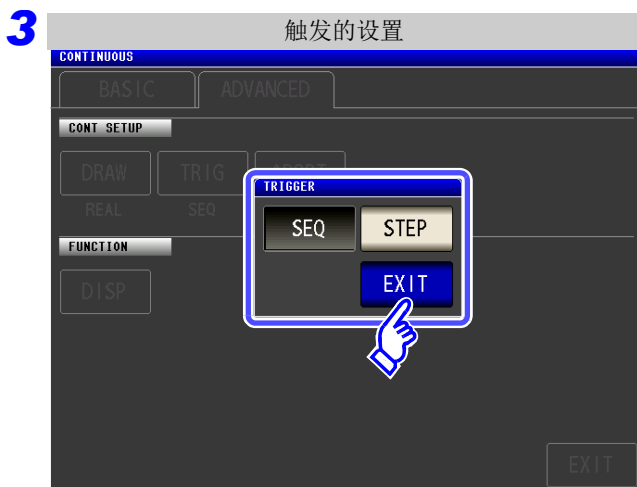 3
触发的设置
CONTINUOUS
BASIC ADVANCED
CONT SETUP
DRAW TRIG ABORT
REAL SEQ
TRIGGER
SEQ STEP
EXIT
FUNCTION
DISP
EXIT